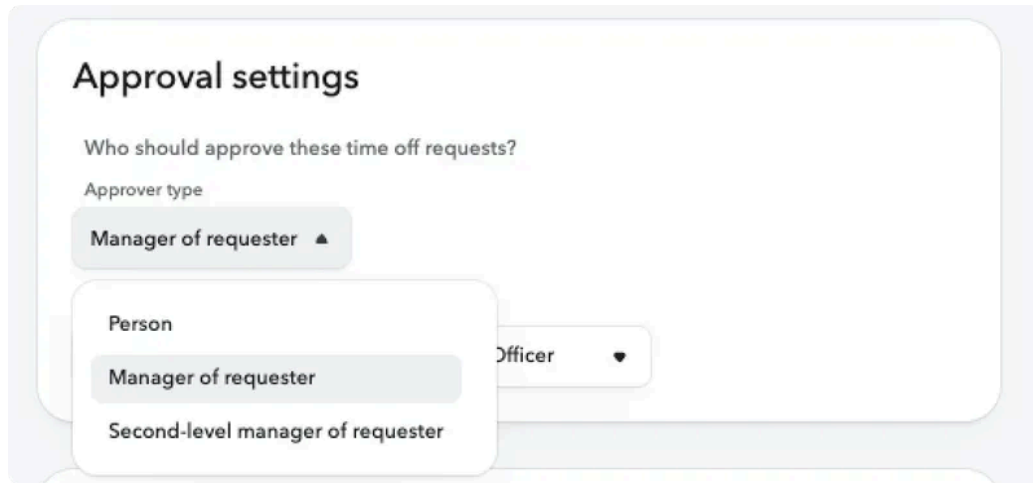 Approval settings
Who should approve these time off requests?
Approver type
Manager of requester
Person
Officer
Manager of requester
Second-level manager of requester